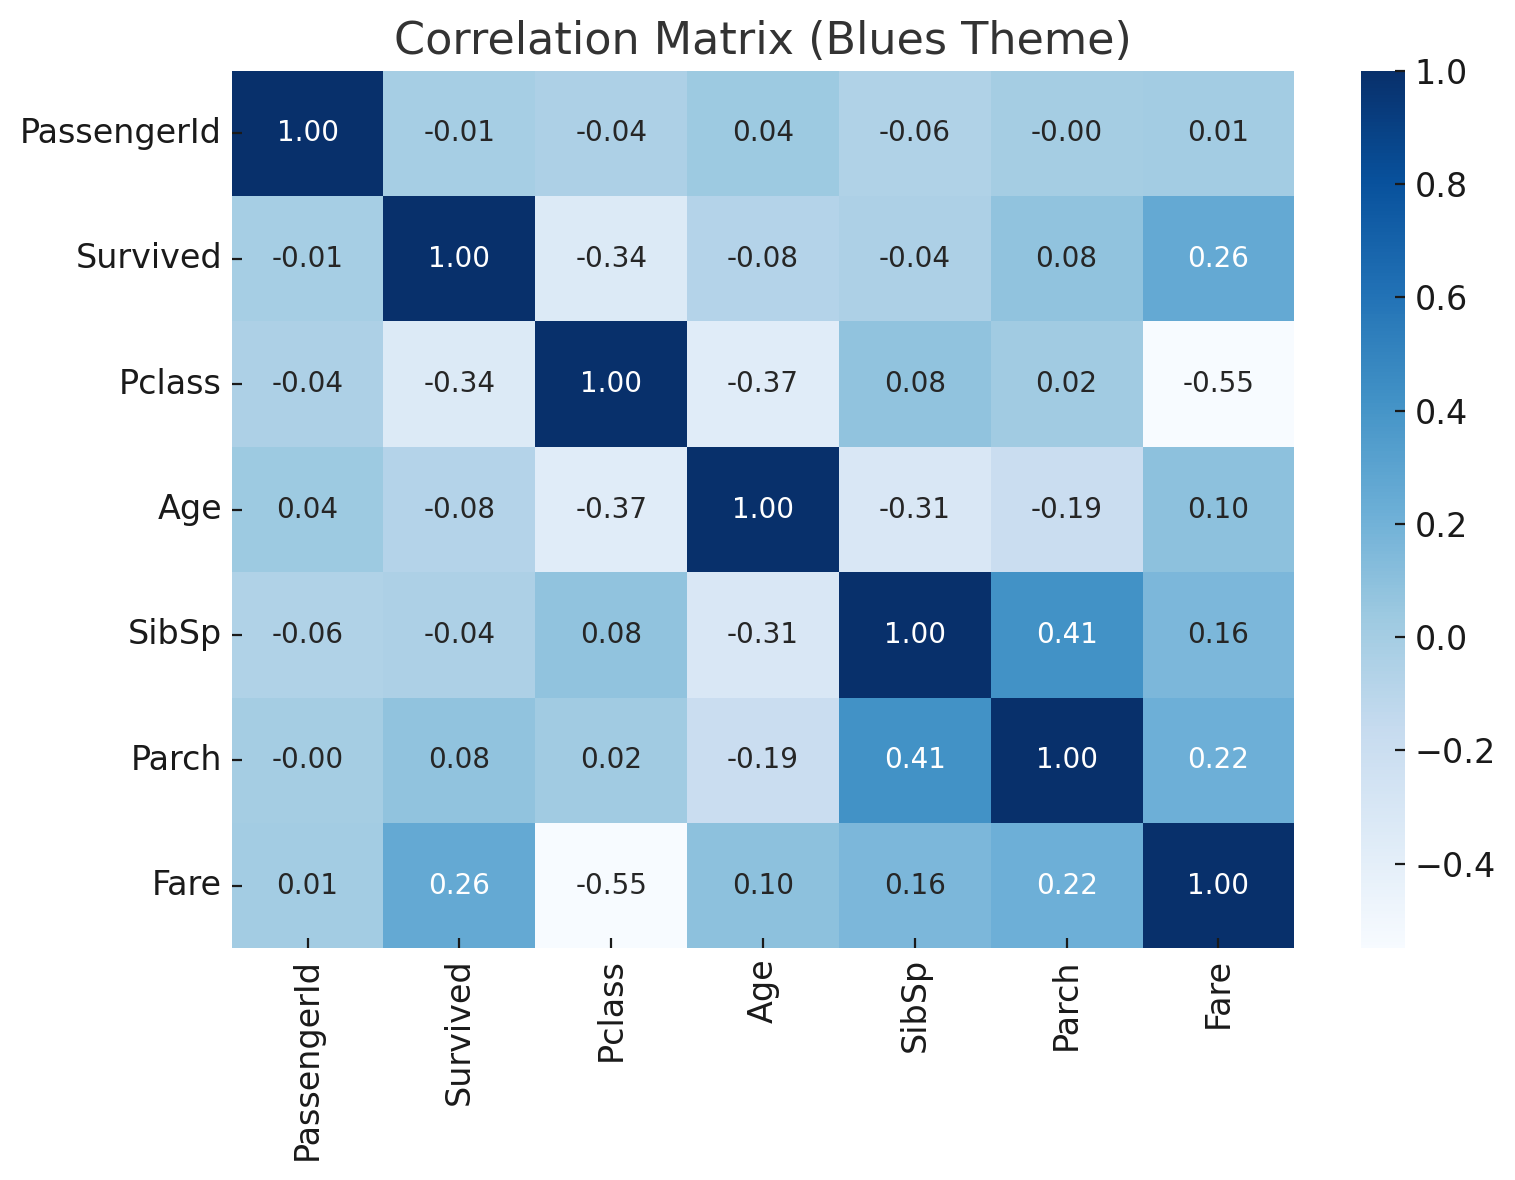 Correlation Matrix (Blues Theme)
PassengerId 1.00 -0.01 -0.04 0.04 -0.06 -0.00 0.01
Survived -0.01 1.00 -0.34 -0.08 -0.04 0.08 0.26
Pclass -0.04 -0.34 1.00 -0.37 0.08 0.02 -0.55
Age 0.04 -0.08 -0.37 1.00 -0.31 -0.19 0.10
SibSp -0.06 -0.04 0.08 -0.31 1.00 0.41 0.16
Parch -0.00 0.08 0.02 -0.19 0.41 1.00 0.22
Fare 0.01 0.26 -0.55 0.10 0.16 0.22 1.00
PassengerId
Survived
Pclass
Age
SibSp
Parch
Fare
1.0
0.8
0.6
0.4
0.2
0.0
−0.2
−0.4